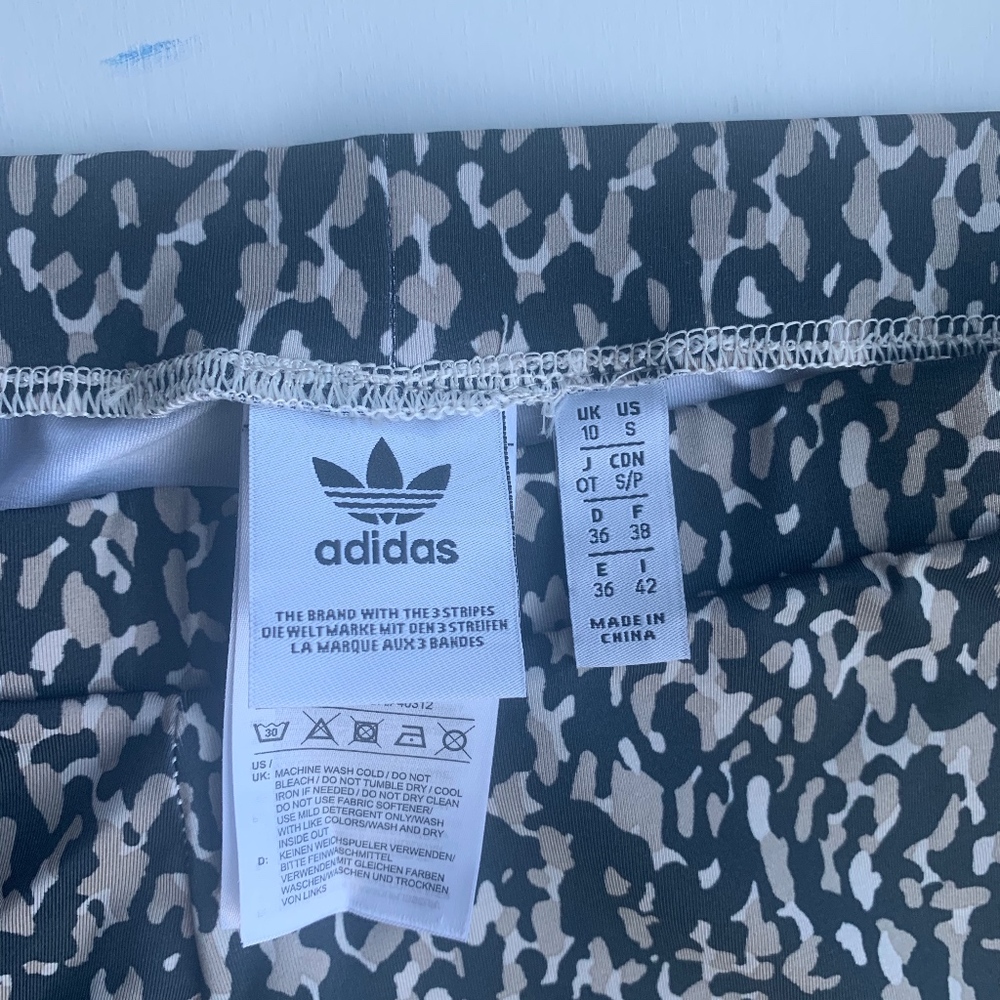 adidas
THE BRAND WITH THE 3 STRIPES
DIE WELTMARKE MIT DEN 3 STREIFEN
LA MARQUE AUX 3 BANDES
UK US
10 S
J CDN
OT S/P
D F
36 38
E I
36 42
MADE IN
CHINA
40312
30
US /
UK: MACHINE WASH COLD / DO NOT
BLEACH / DO NOT TUMBLE DRY / COOL
IRON IF NEEDED / DO NOT DRY CLEAN
DO NOT USE FABRIC SOFTENER/
USE MILD DETERGENT ONLY/WASH
WITH LIKE COLORS/WASH AND DRY
INSIDE OUT
D: KEINEN WEICHSPUELER VERWENDEN/
BITTE FEINWASCHMITTEL
VERWENDEN/MIT GLEICHEN FARBEN
WASCHEN/WASCHEN UND TROCKNEN
VON LINKS